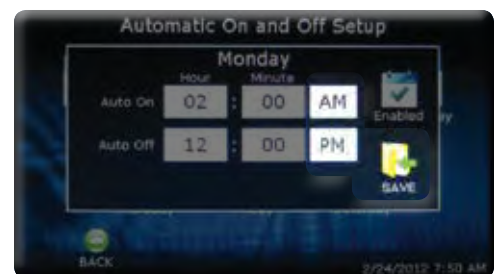 Automatic On and Off Setup
Monday
Hour Minute
Auto On 02 : 00 AM
Enabled
Auto Off 12 : 00 PM
SAVE
BACK
2/24/2012 7:50 AM